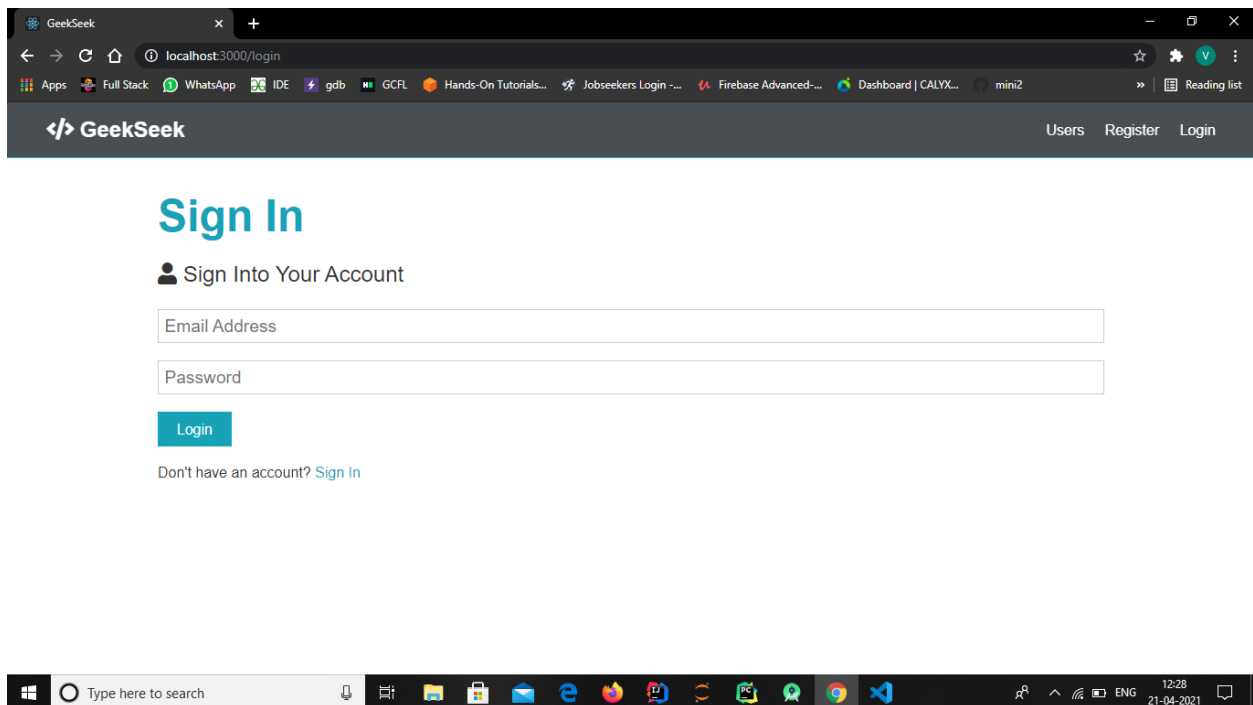 GeekSeek
localhost:3000/login
Apps Full Stack WhatsApp IDE gdb GCFL Hands-On Tutorials... Jobseekers Login -... Firebase Advanced-... Dashboard | CALYX... mini2 » Reading list
</> GeekSeek Users Register Login
Sign In
Sign Into Your Account
Email Address
Password
Login
Don't have an account? Sign In
Type here to search ENG 12:28
21-04-2021